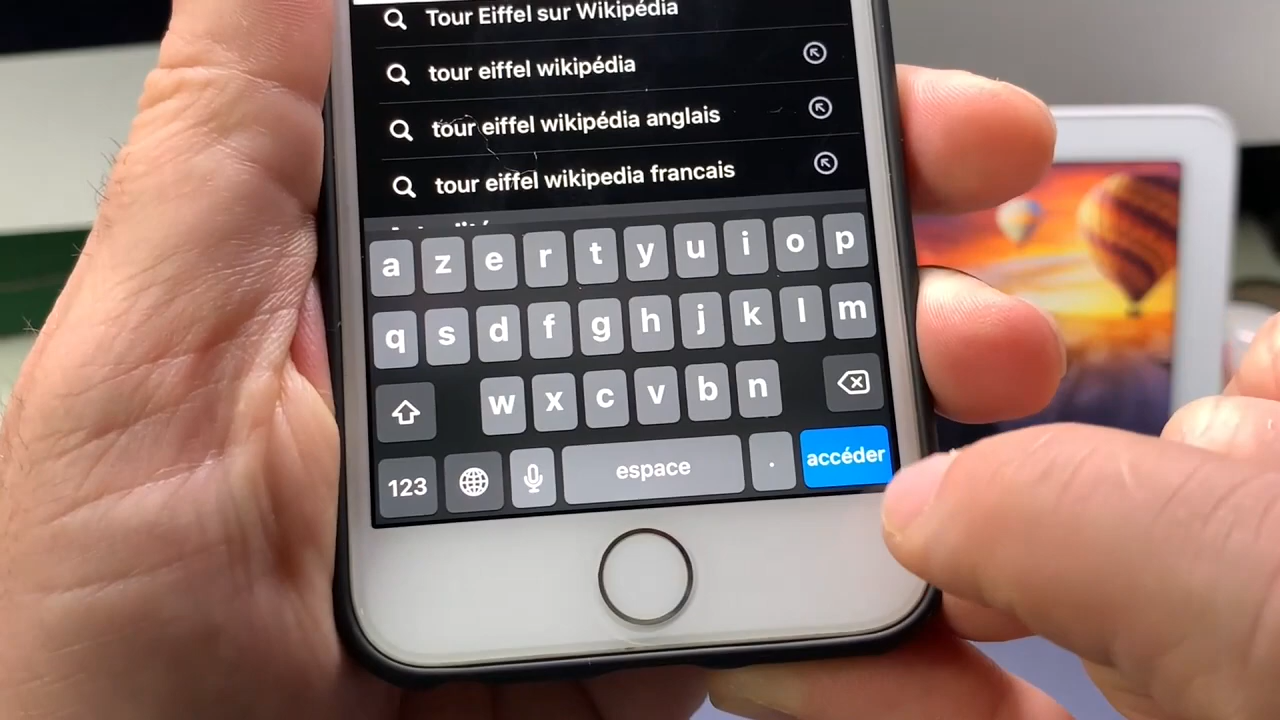 Tour Eiffel sur Wikipédia
tour eiffel wikipédia
tour eiffel wikipédia anglais
tour eiffel wikipedia francais
a z e r t y u i o p
q s d f g h j k l m
w x c v b n
123 espace . accéder